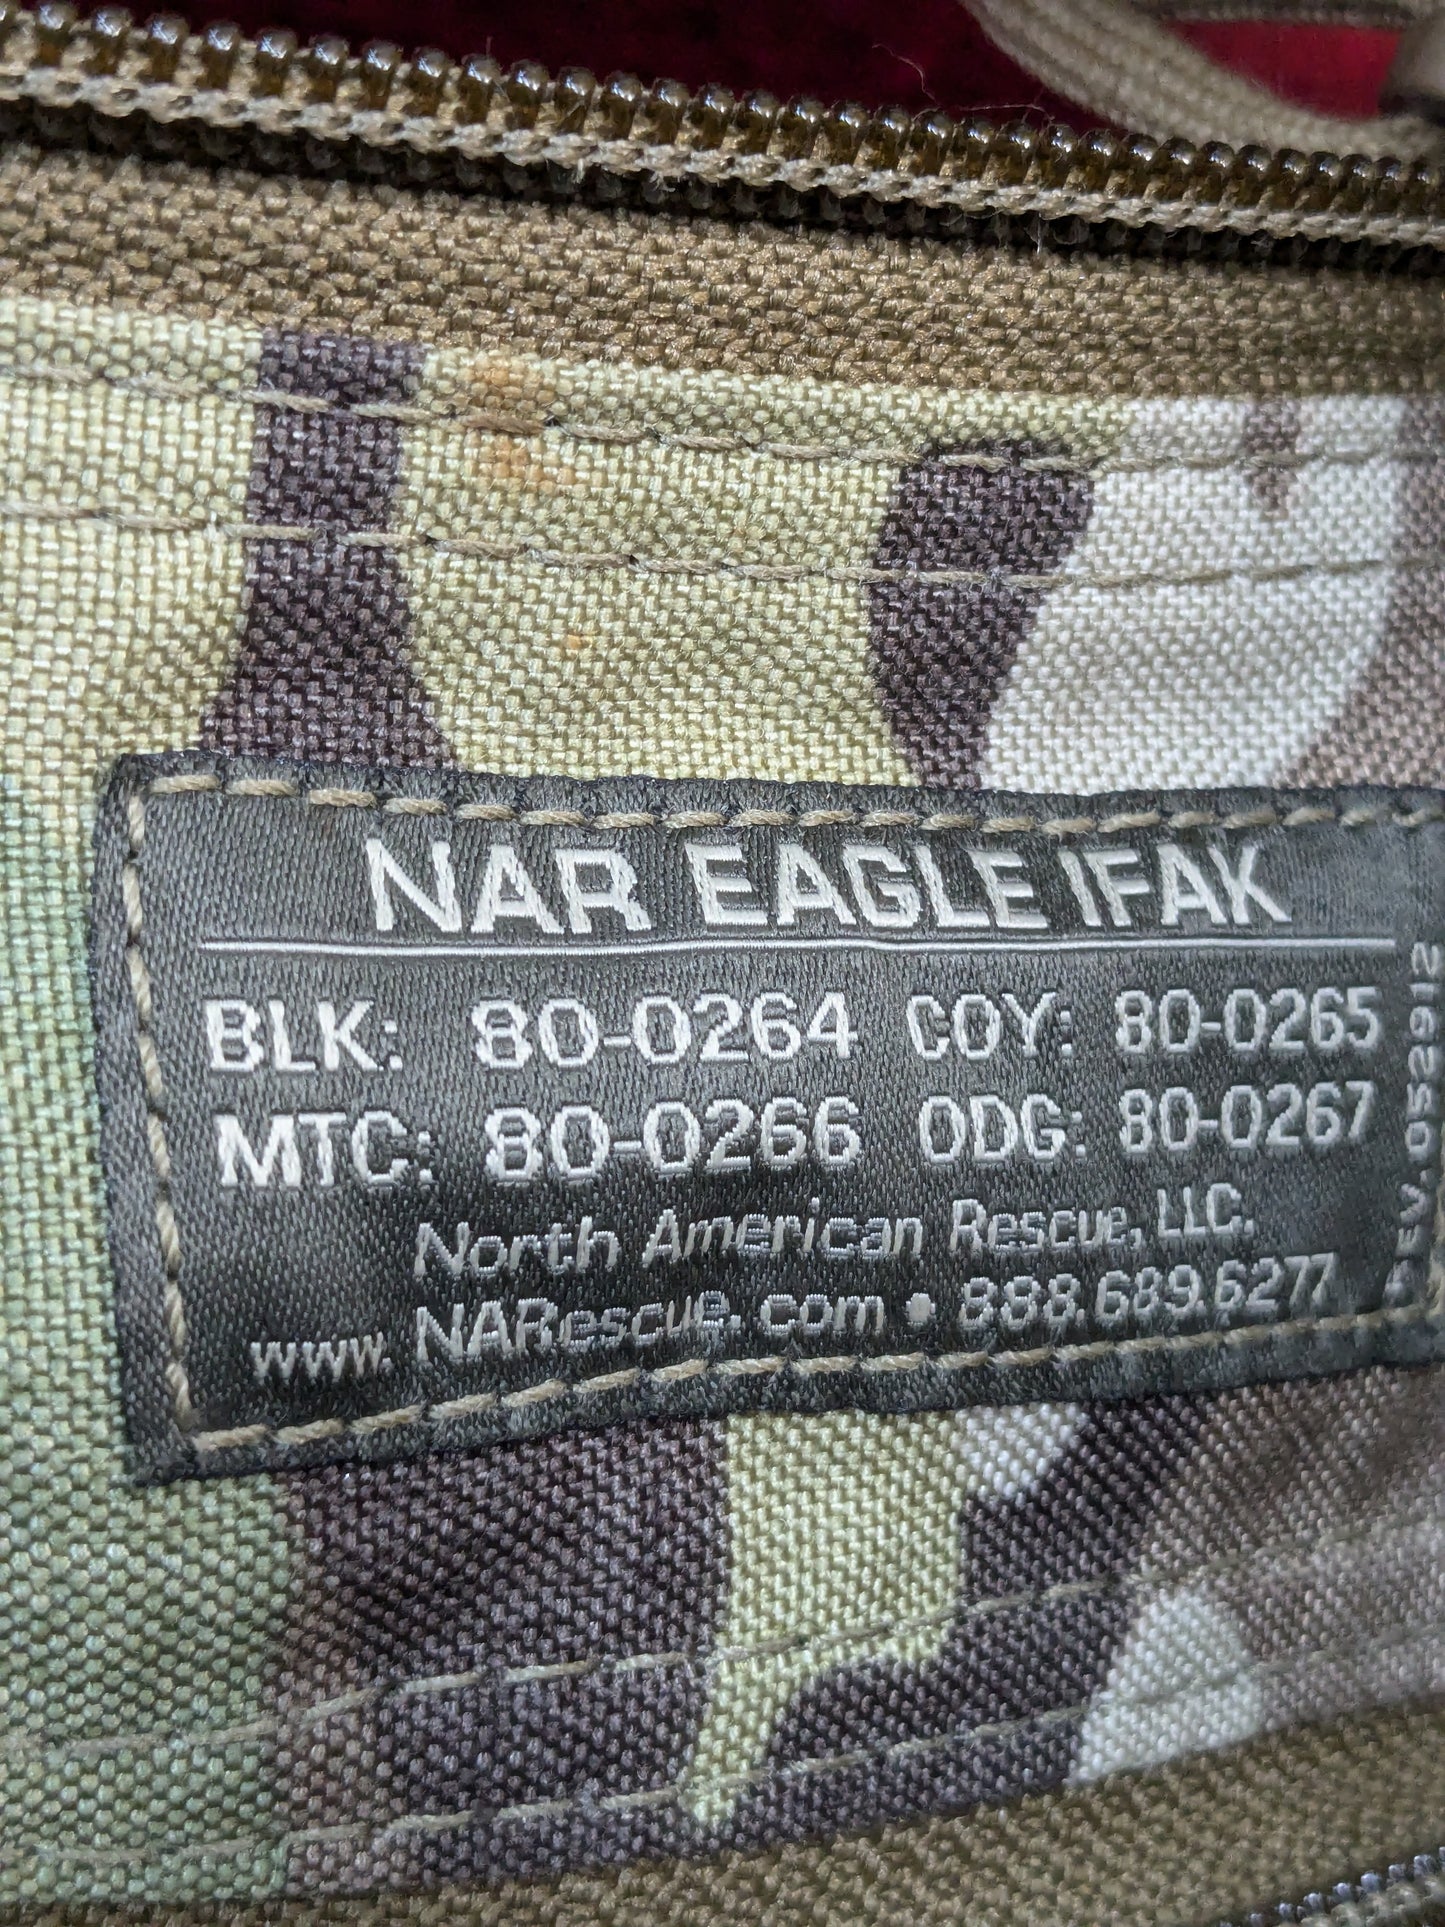 NAR EAGLE IFAK
BLK: 80-0264 COY: 80-0265
MTC: 80-0266 ODG: 80-0267
North American Rescue, LLC.
www.NARescue.com • 888.689.6277
REV.052912